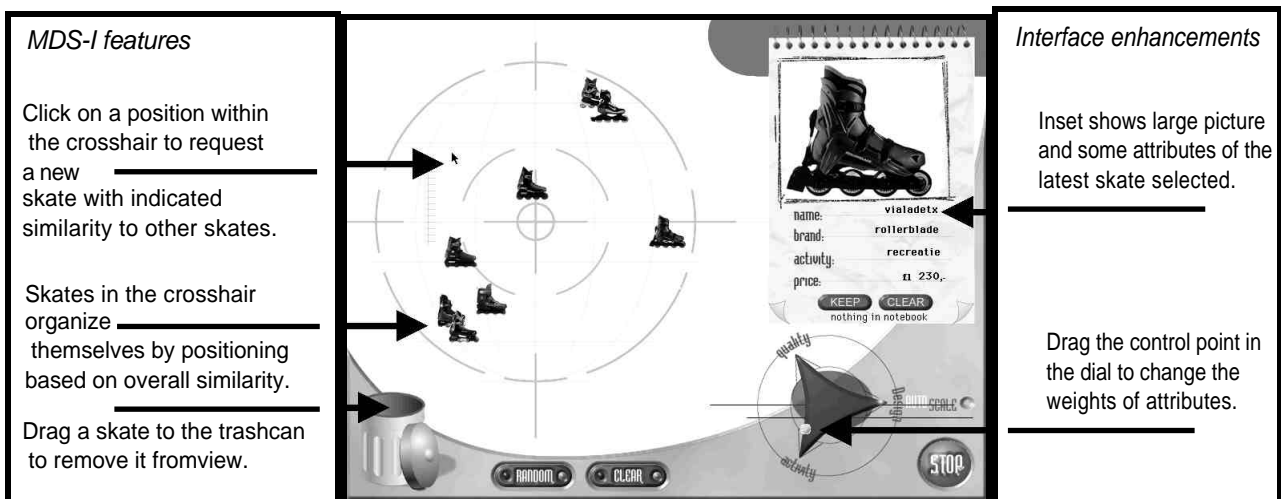 MDS-I features
Click on a position within
the crosshair to request
a new
skate with indicated
similarity to other skates.
Skates in the crosshair
organize
themselves by positioning
based on overall similarity.
Drag a skate to the trashcan
to remove it fromview.
name: vialadetx
brand: rollerblade
activity: recreatie
price: fl 230,-
KEEP CLEAR
nothing in notebook
quality
Design
activity
AUTO SCALE
RANDOM CLEAR
STOP
Interface enhancements
Inset shows large picture
and some attributes of the
latest skate selected.
Drag the control point in
the dial to change the
weights of attributes.